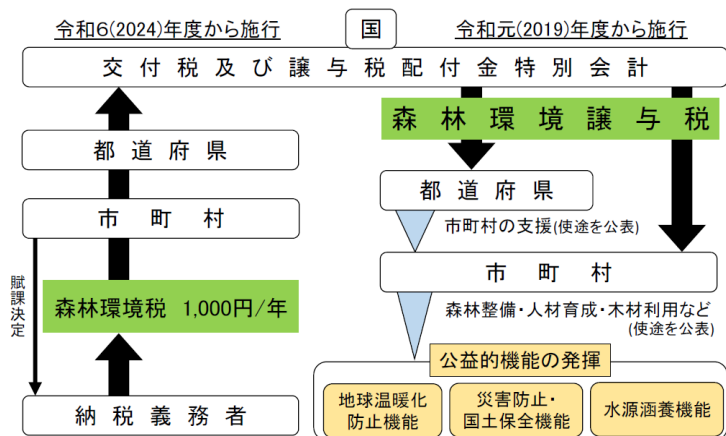 令和6(2024)年度から施行
国
令和元(2019)年度から施行
交付税及び譲与税配付金特別会計
森林環境譲与税
都道府県
都道府県
市町村
市町村の支援(使途を公表)
市町村
賦課決定
森林環境税 1,000円/年
森林整備・人材育成・木材利用など
(使途を公表)
公益的機能の発揮
納税義務者
地球温暖化
防止機能
災害防止・
国土保全機能
水源涵養機能